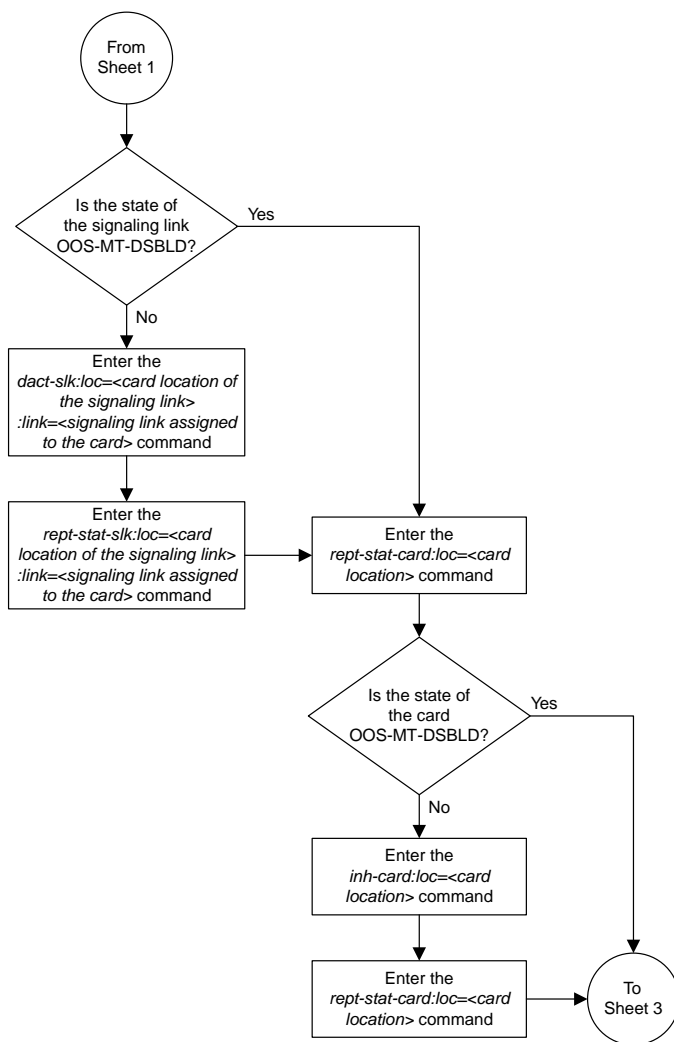 From
Sheet 1
Is the state of
the signaling link
OOS-MT-DSBLD?
Yes
No
Enter the
dact-slk:loc=<card location of
the signaling link>
:link=<signaling link assigned
to the card> command
Enter the
rept-stat-slk:loc=<card
location of the signaling link>
:link=<signaling link assigned
to the card> command
Enter the
rept-stat-card:loc=<card
location> command
Is the state of
the card
OOS-MT-DSBLD?
Yes
No
Enter the
inh-card:loc=<card
location> command
Enter the
rept-stat-card:loc=<card
location> command
To
Sheet 3